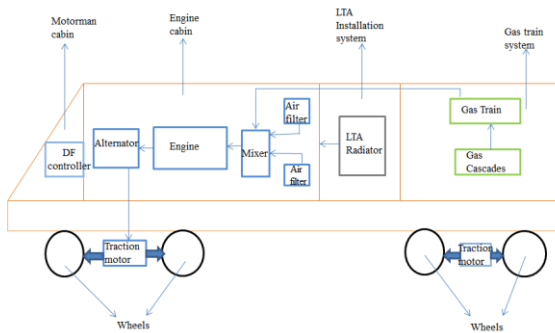 Motorman
cabin
Engine
cabin
LTA
Installation
system
Gas train
system
DF
controller
Alternator
Engine
Mixer
Air
filter
Air
filter
LTA
Radiator
Gas Train
Gas
Cascades
Traction
motor
Traction
motor
Wheels
Wheels